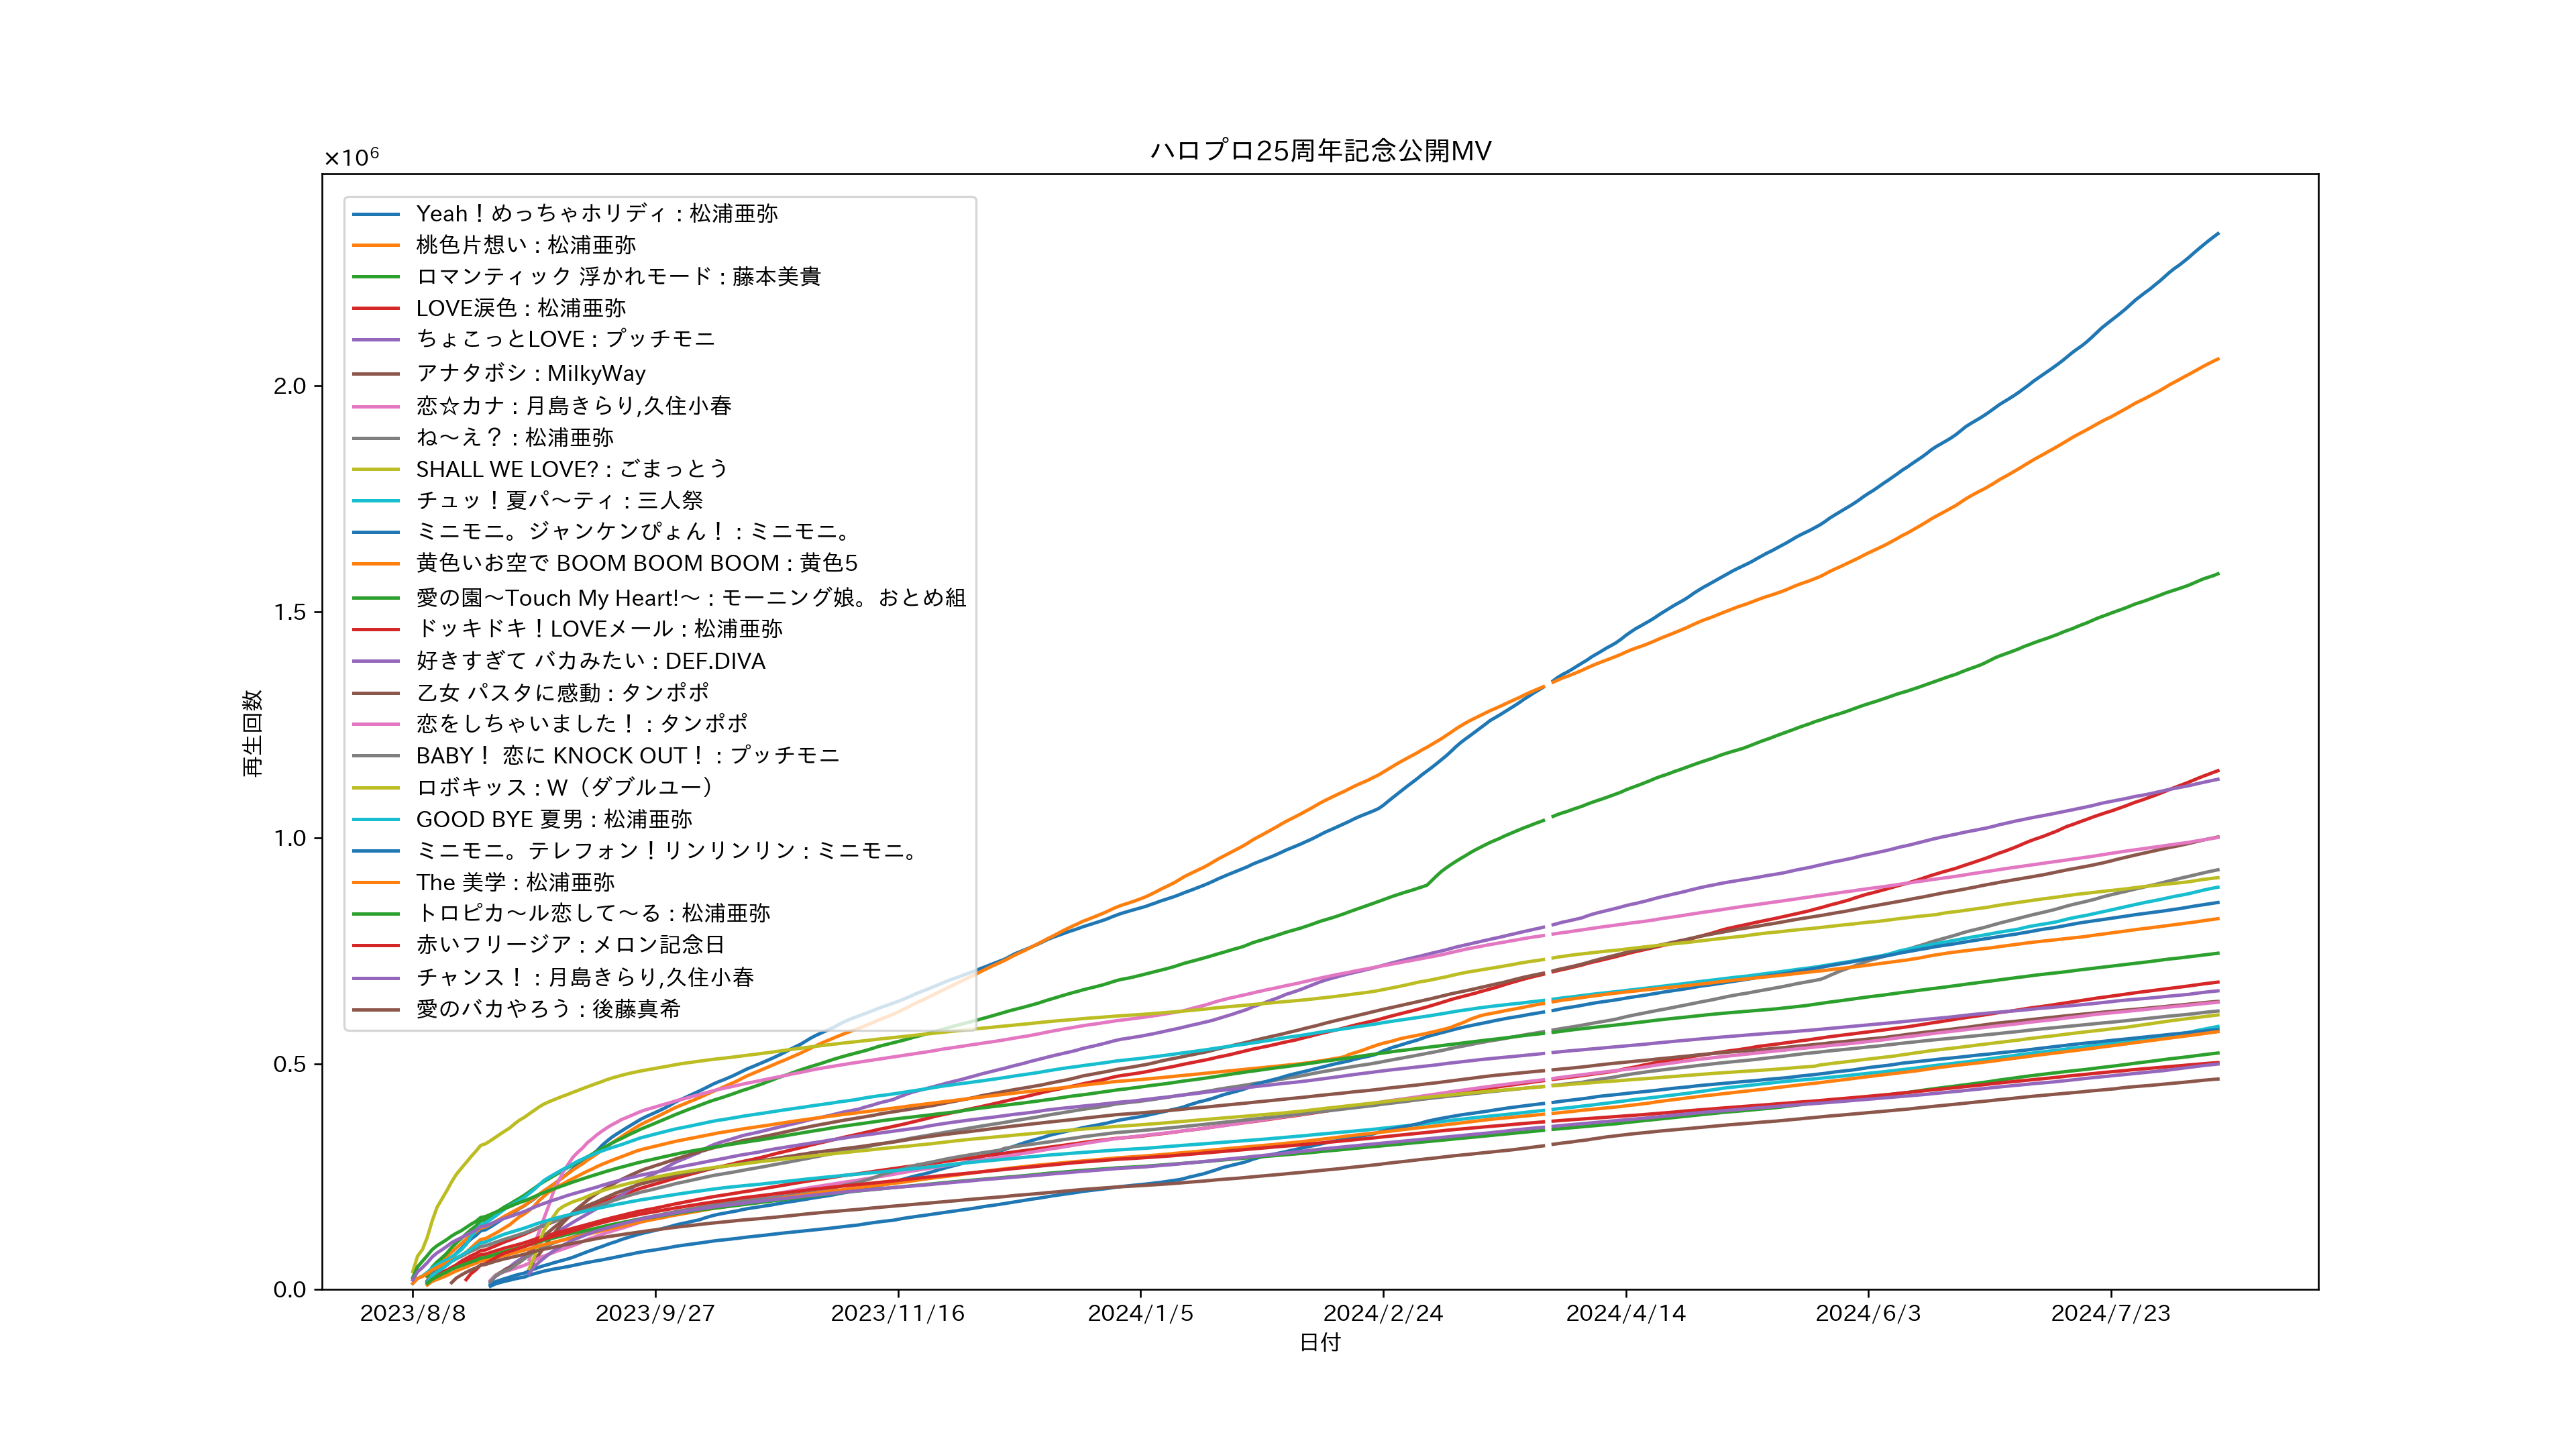 ハロプロ25周年記念公開MV
×10⁶
Yeah！めっちゃホリディ : 松浦亜弥
桃色片想い : 松浦亜弥
ロマンティック 浮かれモード : 藤本美貴
LOVE涙色 : 松浦亜弥
ちょこっとLOVE : プッチモニ
アナタボシ : MilkyWay
恋☆カナ : 月島きらり,久住小春
ね～え？ : 松浦亜弥
SHALL WE LOVE? : ごまっとう
チュッ！夏パ～ティ : 三人祭
ミニモニ。ジャンケンぴょん！ : ミニモニ。
黄色いお空で BOOM BOOM BOOM : 黄色5
愛の園～Touch My Heart!～ : モーニング娘。おとめ組
ドッキドキ！LOVEメール : 松浦亜弥
好きすぎて バカみたい : DEF.DIVA
乙女 パスタに感動 : タンポポ
恋をしちゃいました！ : タンポポ
BABY！ 恋に KNOCK OUT！ : プッチモニ
ロボキッス : W（ダブルユー）
GOOD BYE 夏男 : 松浦亜弥
ミニモニ。テレフォン！リンリンリン : ミニモニ。
The 美学 : 松浦亜弥
トロピカ～ル恋して～る : 松浦亜弥
赤いフリージア : メロン記念日
チャンス！ : 月島きらり,久住小春
愛のバカやろう : 後藤真希
再生回数
2.0
1.5
1.0
0.5
0.0
2023/8/8
2023/9/27
2023/11/16
2024/1/5
2024/2/24
2024/4/14
2024/6/3
2024/7/23
日付